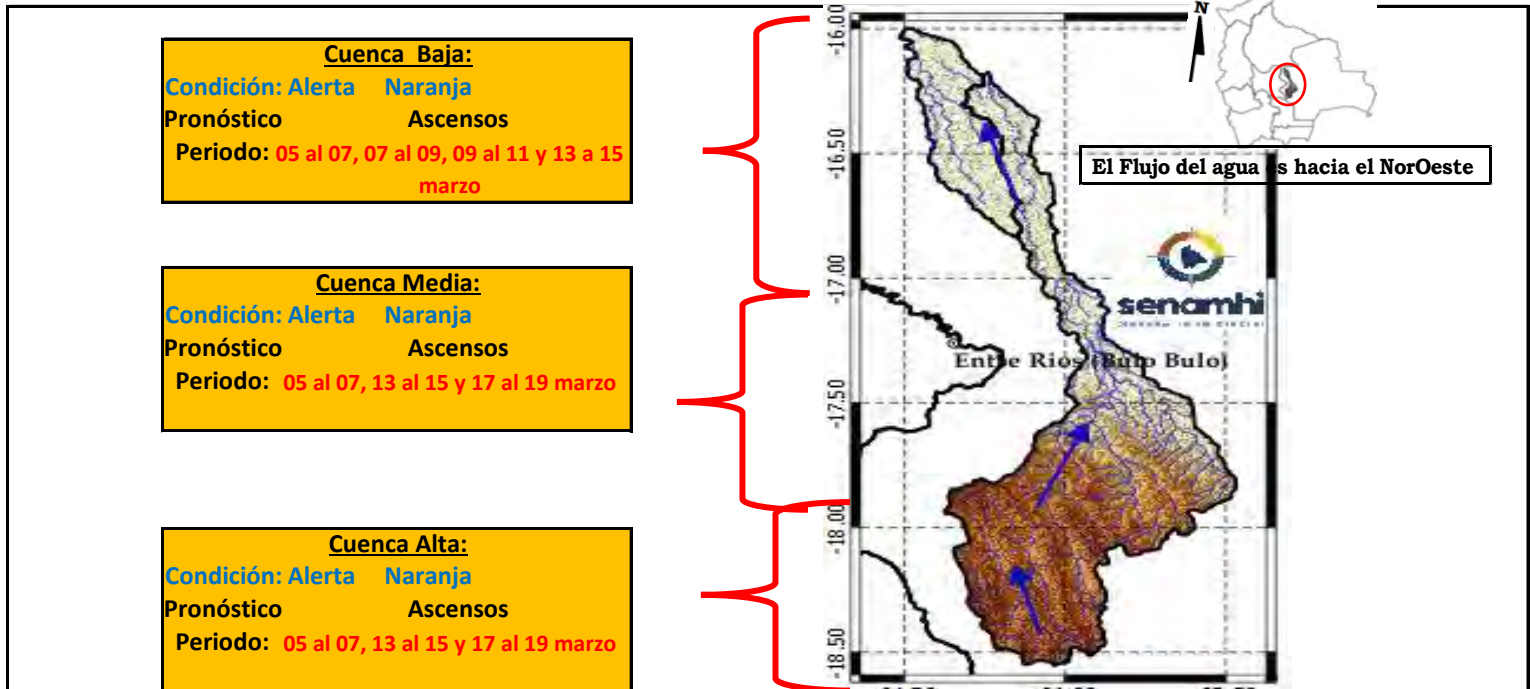 Cuenca Baja:
Condición: Alerta Naranja
Pronóstico Ascensos
Periodo: 05 al 07, 07 al 09, 09 al 11 y 13 a 15
marzo
Cuenca Media:
Condición: Alerta Naranja
Pronóstico Ascensos
Periodo: 05 al 07, 13 al 15 y 17 al 19 marzo
Cuenca Alta:
Condición: Alerta Naranja
Pronóstico Ascensos
Periodo: 05 al 07, 13 al 15 y 17 al 19 marzo
N
El Flujo del agua es hacia el NorOeste
senamhi
Entre Rios (Bulo Bulo)
-16.00
-16.50
-17.00
-17.50
-18.00
-18.50